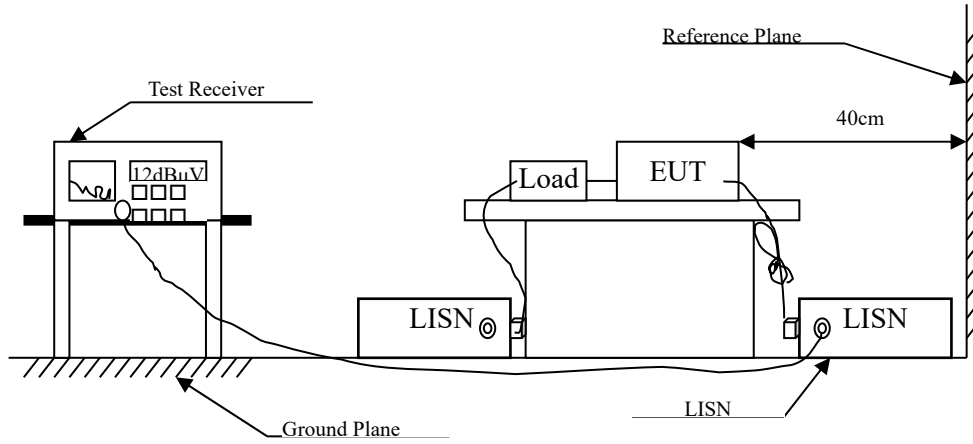 Reference Plane
Test Receiver
40cm
12dBuV
Load
EUT
LISN
LISN
LISN
Ground Plane